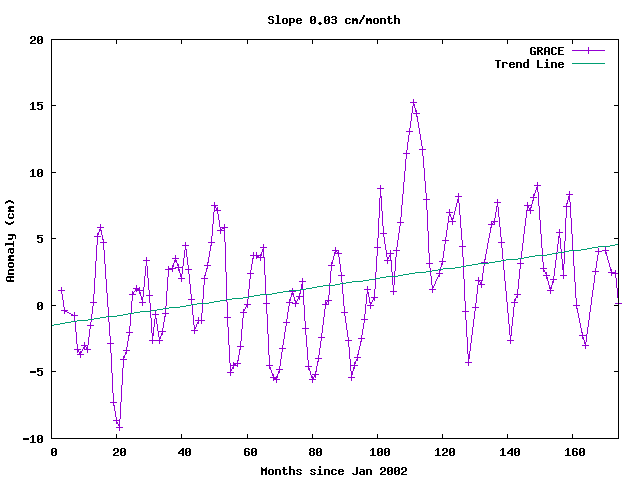 Slope 0.03 cm/month
GRACE
Trend Line
20
15
10
5
0
-5
-10
Anomaly (cm)
0 20 40 60 80 100 120 140 160
Months since Jan 2002